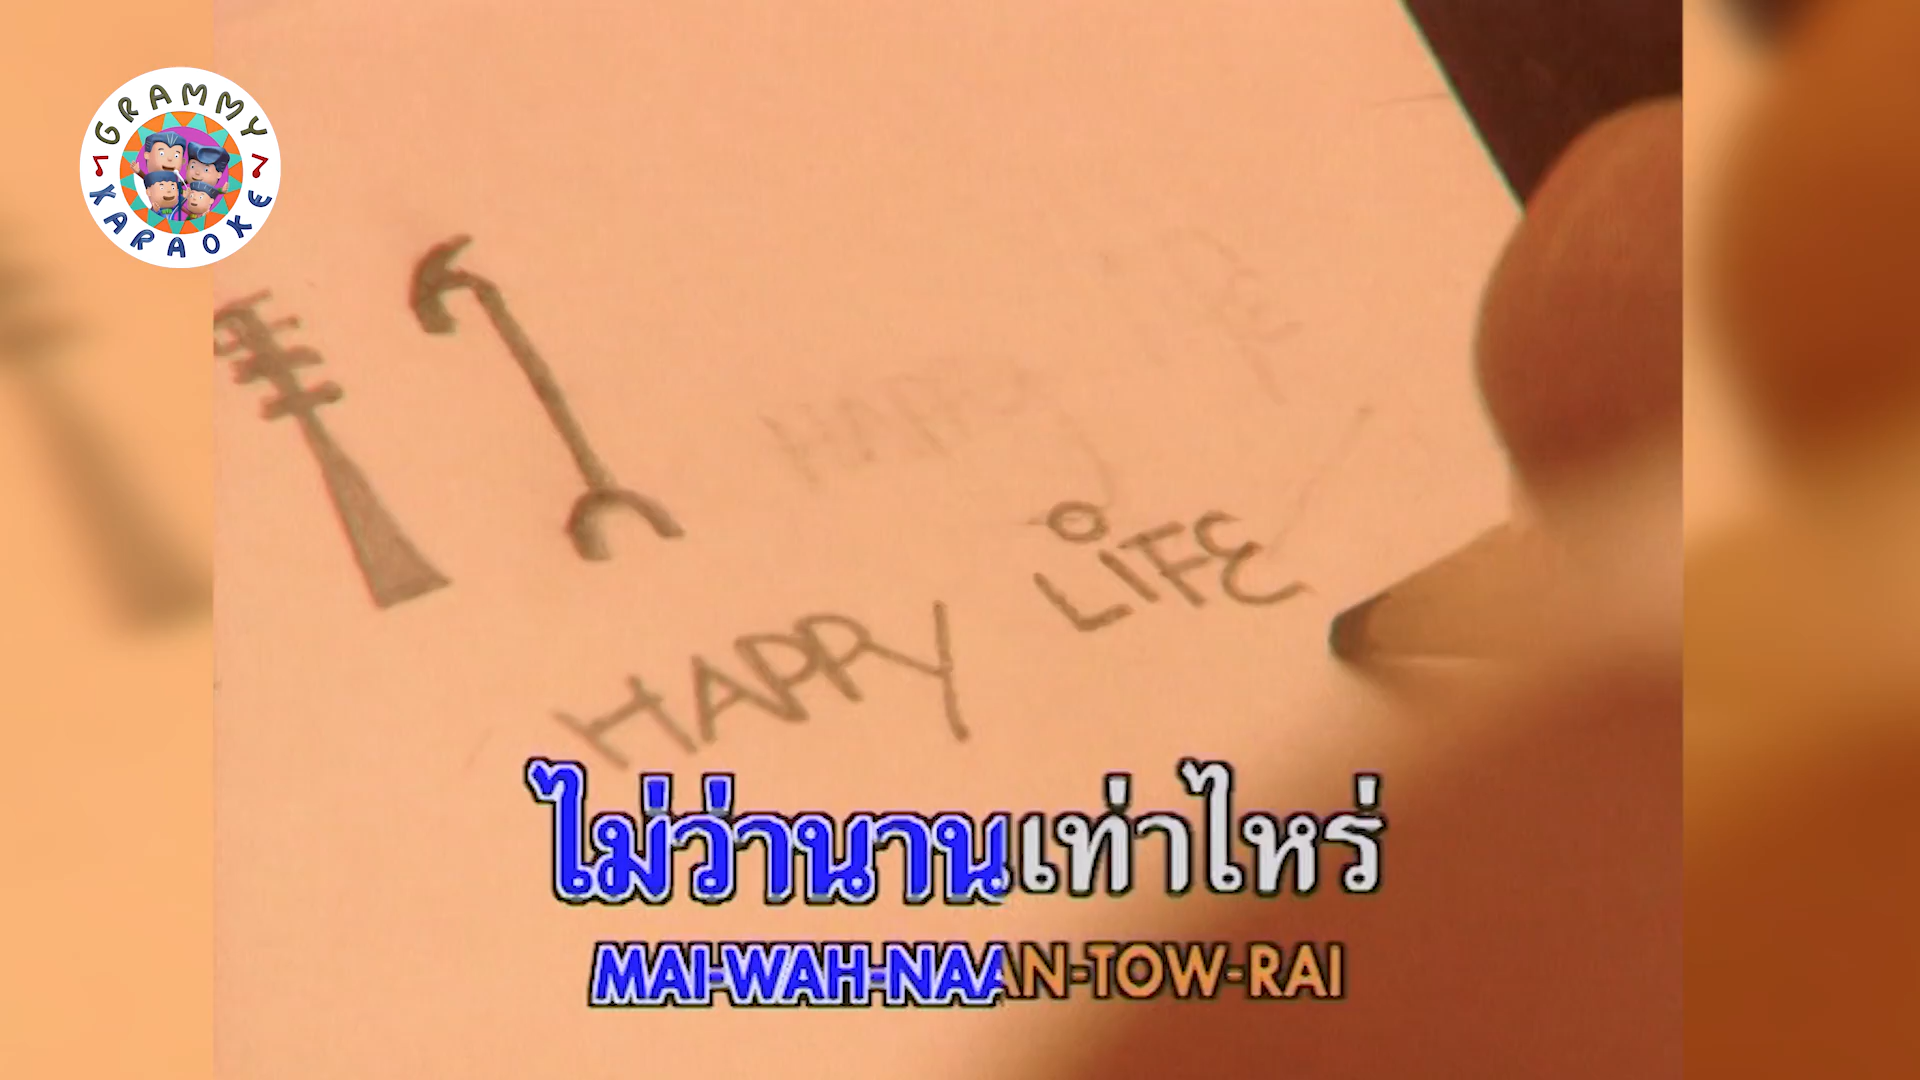 GRAMMY
KARAOKE
HAPPY
HAPPY LIFE
ไม่ว่านานเท่าไหร่
MAI-WAH-NAAN-TOW-RAI